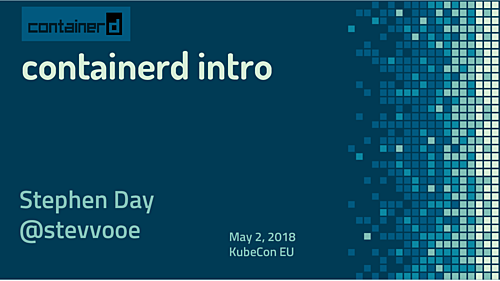 containerd
containerd intro
Stephen Day
@stevvooe
May 2, 2018
KubeCon EU